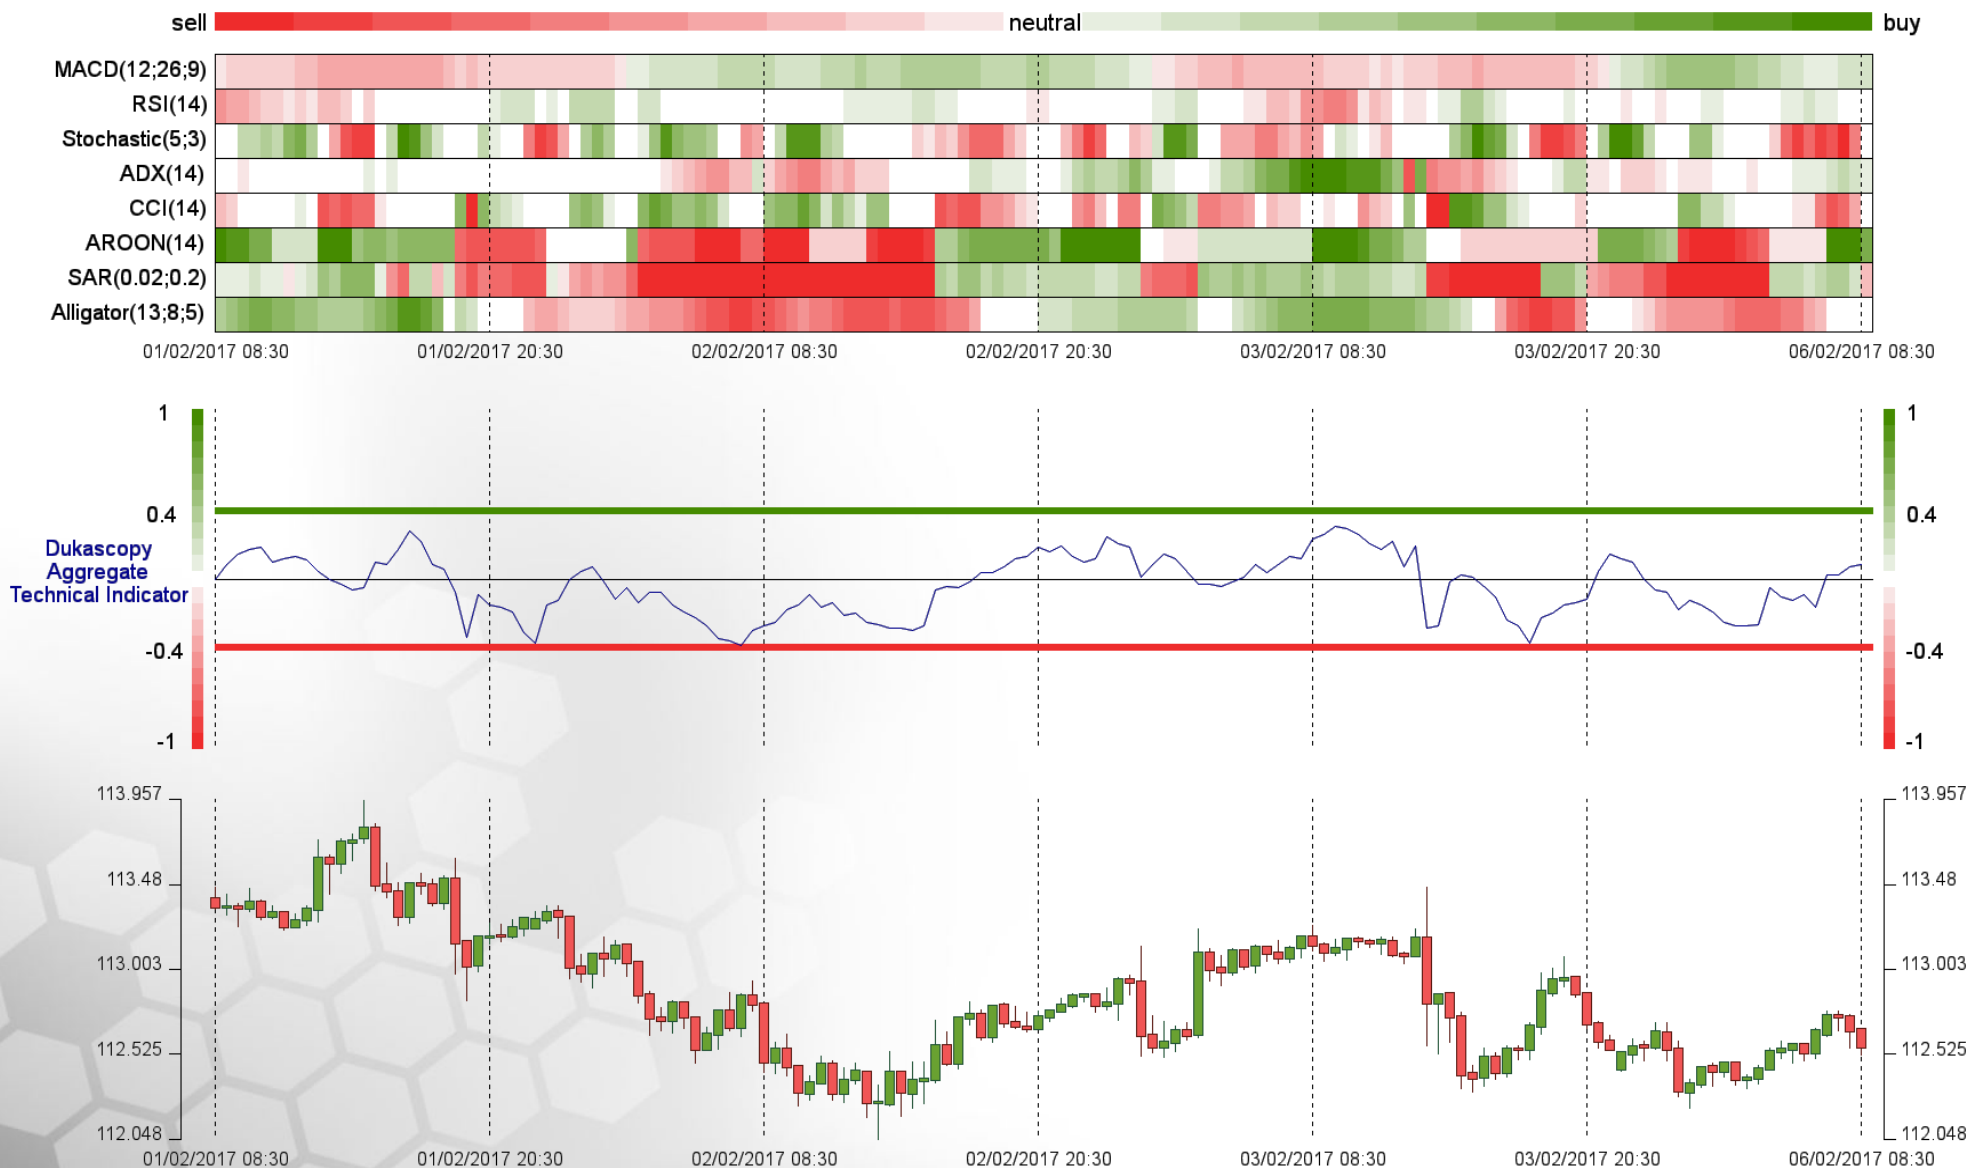 sell neutral buy
MACD(12;26;9)
RSI(14)
Stochastic(5;3)
ADX(14)
CCI(14)
AROON(14)
SAR(0.02;0.2)
Alligator(13;8;5)
01/02/2017 08:30 01/02/2017 20:30 02/02/2017 08:30 02/02/2017 20:30 03/02/2017 08:30 03/02/2017 20:30 06/02/2017 08:30
1 1
0.4 0.4
Dukascopy
Aggregate
Technical Indicator
-0.4 -0.4
-1 -1
113.957 113.957
113.48 113.48
113.003 113.003
112.525 112.525
112.048 112.048
01/02/2017 08:30 01/02/2017 20:30 02/02/2017 08:30 02/02/2017 20:30 03/02/2017 08:30 03/02/2017 20:30 06/02/2017 08:30